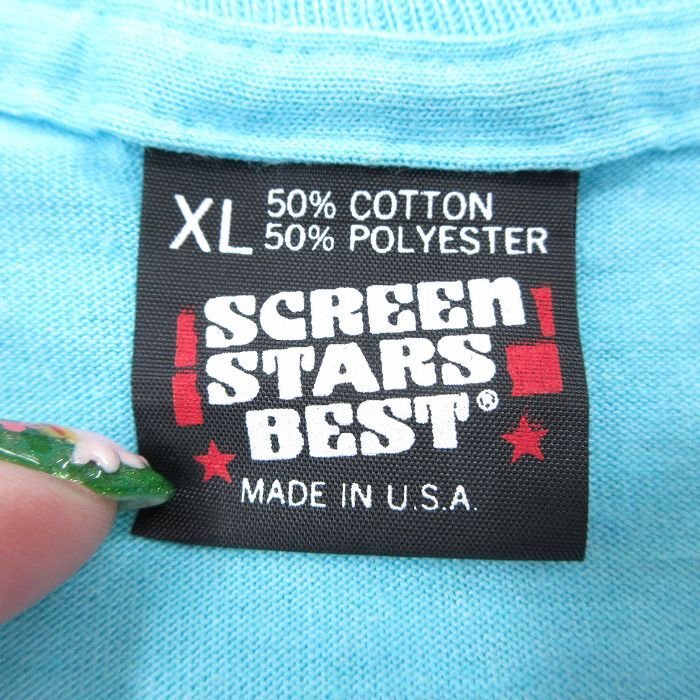 XL 50% COTTON
50% POLYESTER
SCREEN
STARS
BEST®
MADE IN U.S.A.